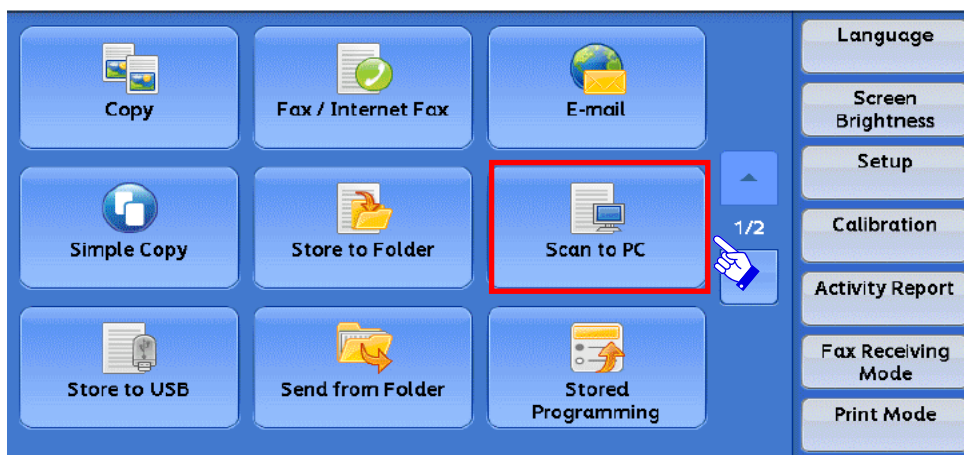 Copy
Fax / Internet Fax
E-mail
Simple Copy
Store to Folder
Scan to PC
Store to USB
Send from Folder
Stored
Programming
1/2
Language
Screen
Brightness
Setup
Calibration
Activity Report
Fax Receiving
Mode
Print Mode